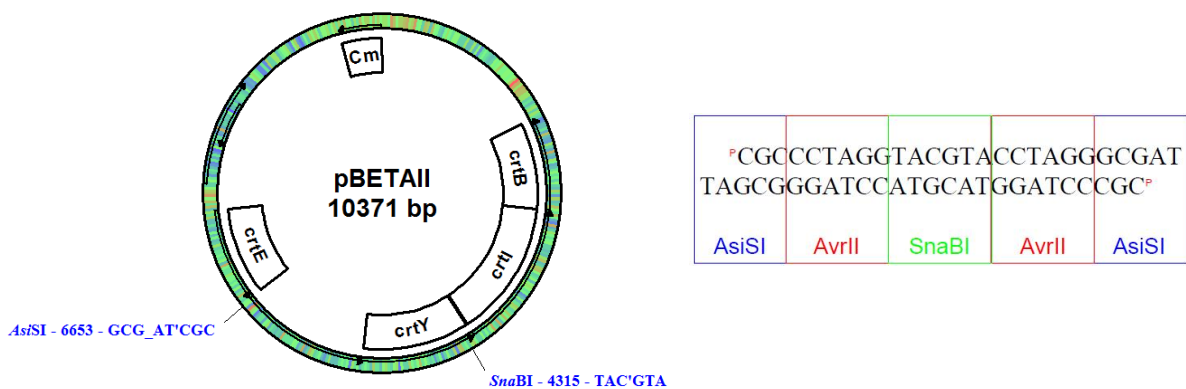 Cm
crtB
pBETAII
10371 bp
crtE
crtI
crtY
AsiSI - 6653 - GCG_AT'CGC
SnaBI - 4315 - TAC'GTA
PCGCCCTAGGTACGTACCTAGGGCGAT
TAGCGGGATCCATGCATGGATCCCGCP
AsiSI AvrII SnaBI AvrII AsiSI